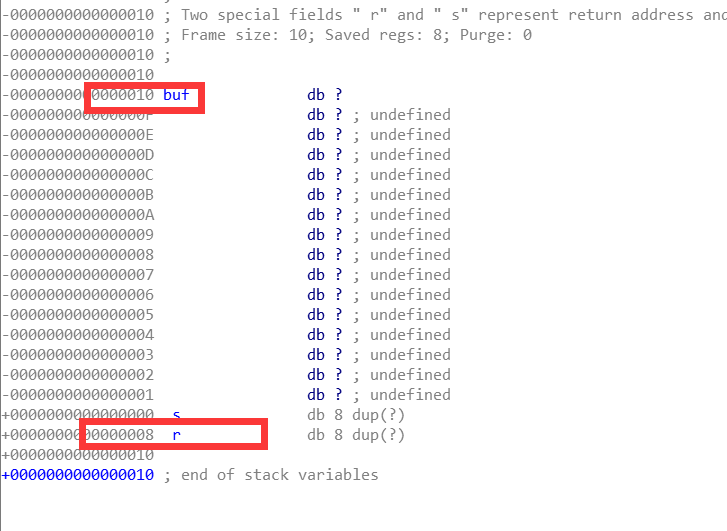 -0000000000000010 ; Two special fields " r" and " s" represent return address and
-0000000000000010 ; Frame size: 10; Saved regs: 8; Purge: 0
-0000000000000010 ;
-0000000000000010
-0000000000000010 buf db ?
-000000000000000F db ? ; undefined
-000000000000000E db ? ; undefined
-000000000000000D db ? ; undefined
-000000000000000C db ? ; undefined
-000000000000000B db ? ; undefined
-000000000000000A db ? ; undefined
-0000000000000009 db ? ; undefined
-0000000000000008 db ? ; undefined
-0000000000000007 db ? ; undefined
-0000000000000006 db ? ; undefined
-0000000000000005 db ? ; undefined
-0000000000000004 db ? ; undefined
-0000000000000003 db ? ; undefined
-0000000000000002 db ? ; undefined
-0000000000000001 db ? ; undefined
+0000000000000000 s db 8 dup(?)
+0000000000000008 r db 8 dup(?)
+0000000000000010
+0000000000000010 ; end of stack variables